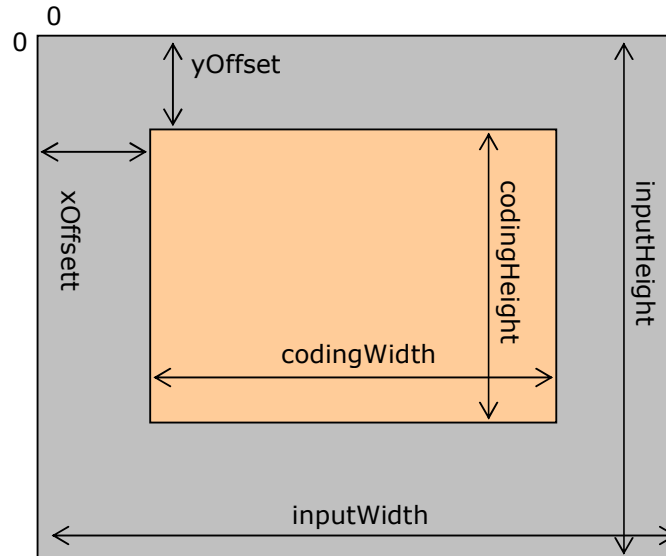 0
0
yOffset
xOffsett
codingHeight
inputHeight
codingWidth
inputWidth